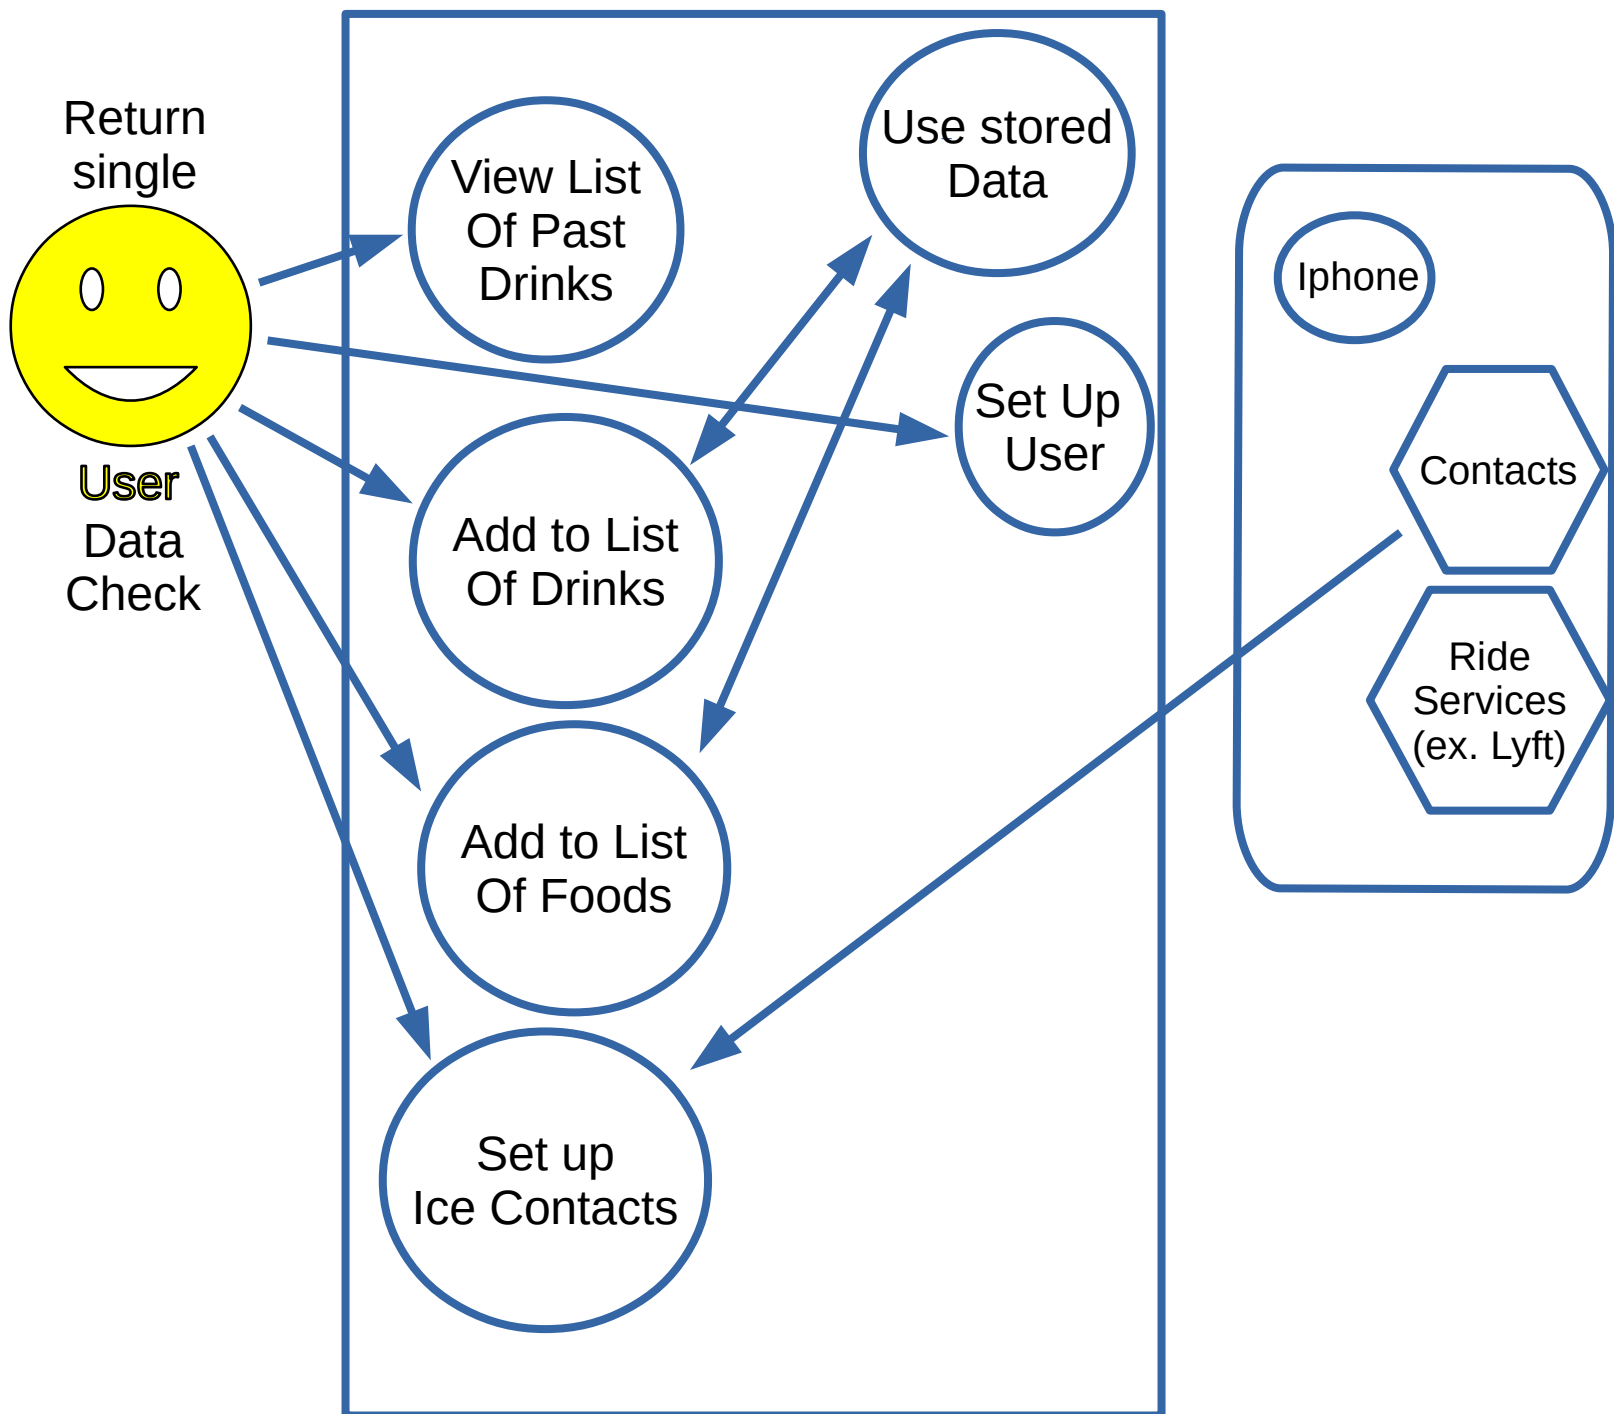 Return
single
User
Data
Check
View List
Of Past
Drinks
Use stored
Data
Set Up
User
Add to List
Of Drinks
Add to List
Of Foods
Set up
Ice Contacts
Iphone
Contacts
Ride
Services
(ex. Lyft)